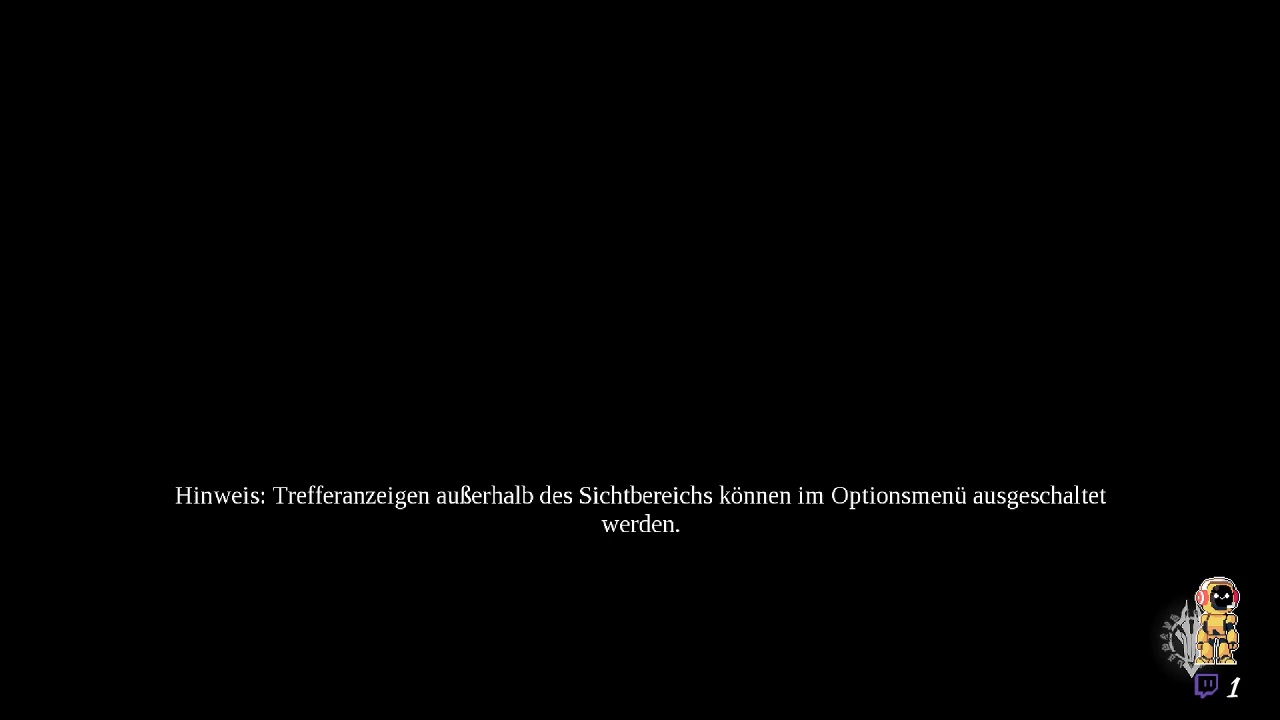 Hinweis: Trefferanzeigen außerhalb des Sichtbereichs können im Optionsmenü ausgeschaltet
werden.
1